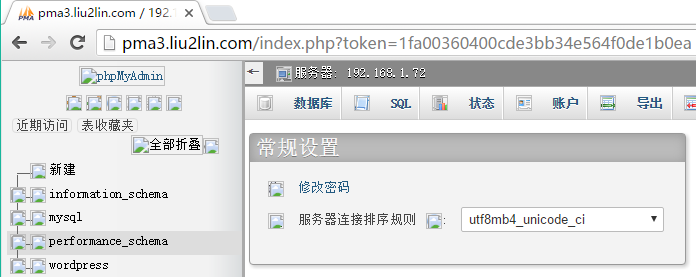 pma3.liu2lin.com / 192.1
pma3.liu2lin.com/index.php?token=1fa00360400cde3bb34e564f0de1b0ea
phpMyAdmin
近期访问 表收藏夹
全部折叠
新建
information_schema
mysql
performance_schema
wordpress
服务器: 192.168.1.72
数据库 SQL 状态 账户 导出
常规设置
修改密码
服务器连接排序规则 : utf8mb4_unicode_ci